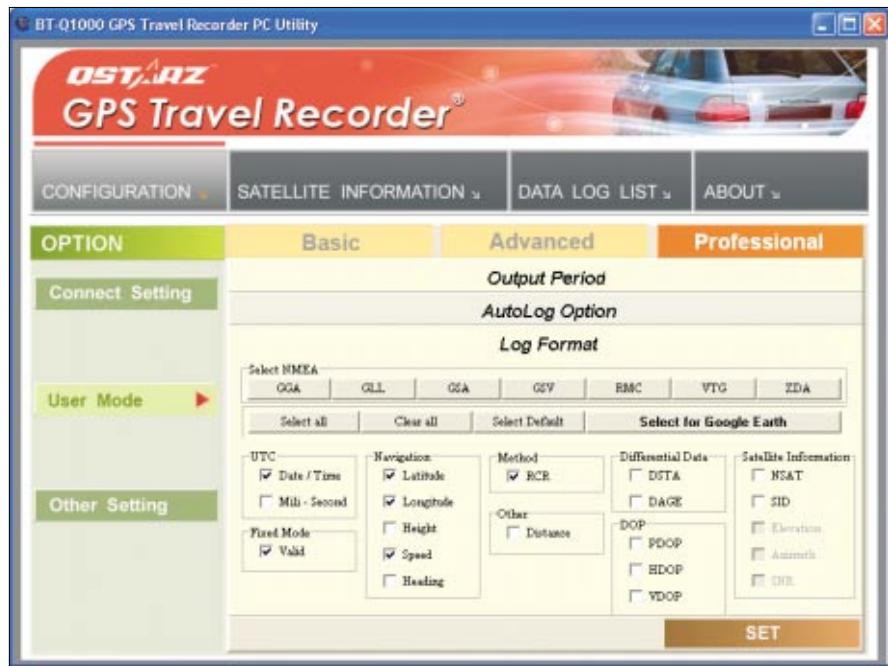 BT-Q1000 GPS Travel Recorder PC Utility
QSTARZ
GPS Travel Recorder®
CONFIGURATION SATELLITE INFORMATION DATA LOG LIST ABOUT
OPTION Basic Advanced Professional
Output Period
Connect Setting
AutoLog Option
Log Format
Select NMEA
GGA GLL GSA GSV RMC VTG ZDA
User Mode
Select all Clear all Select Default Select for Google Earth
UTC Navigation Method Differential Data Satellite Information
Date / Time Latitude RCR DSTA NSAT
Mili - Second Longitude DAGE SID
Other Setting
Fixed Mode Height Other Distance DOP Elevation
Valid Speed PDOP Azimuth
Heading HDOP SNR
VDOP
SET